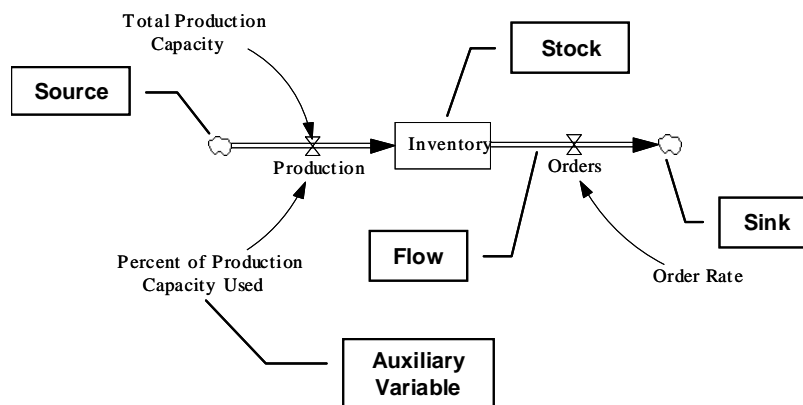 Total Production
Capacity
Stock
Source
Inventory
Production
Orders
Sink
Flow
Percent of Production
Capacity Used
Order Rate
Auxiliary
Variable